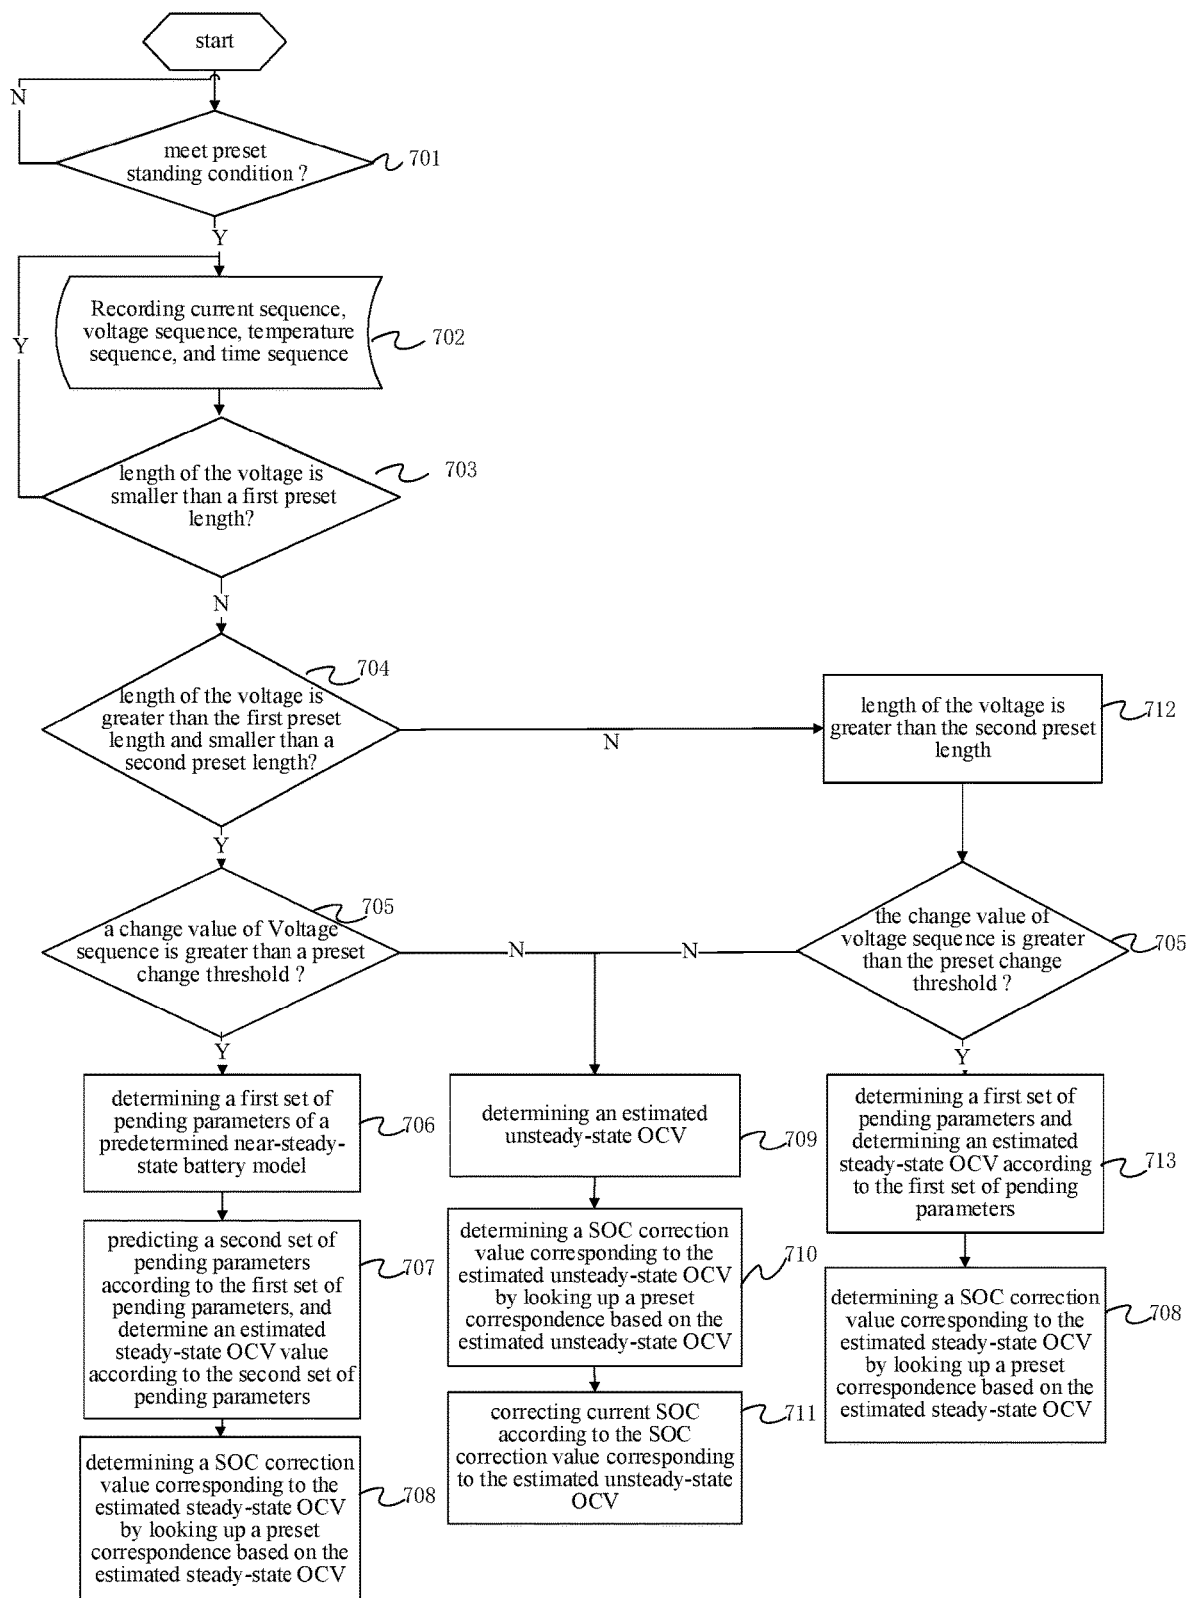 start
N
meet preset
standing condition ?
701
Y
Recording current sequence,
voltage sequence, temperature
sequence, and time sequence
702
Y
length of the voltage is
smaller than a first preset
length?
703
N
704
length of the voltage is
greater than the first preset
length and smaller than a
second preset length?
N
length of the voltage is
greater than the second preset
length
712
Y
705
a change value of Voltage
sequence is greater than a preset
change threshold ?
N
N
the change value of
voltage sequence is greater
than the preset change
threshold ?
705
Y
Y
determining a first set of
pending parameters of a
predetermined near-steady-
state battery model
706
determining an estimated
unsteady-state OCV
709
determining a first set of
pending parameters and
determining an estimated
steady-state OCV according
to the first set of pending
parameters
713
predicting a second set of
pending parameters
according to the first set of
pending parameters, and
determine an estimated
steady-state OCV value
according to the second set of
pending parameters
707
determining a SOC correction
value corresponding to the
estimated unsteady-state OCV
by looking up a preset
correspondence based on the
estimated unsteady-state OCV
710
determining a SOC correction
value corresponding to the
estimated steady-state OCV
by looking up a preset
correspondence based on the
estimated steady-state OCV
708
correcting current SOC
according to the SOC
correction value corresponding
to the estimated unsteady-state
OCV
711
determining a SOC correction
value corresponding to the
estimated steady-state OCV
by looking up a preset
correspondence based on the
estimated steady-state OCV
708